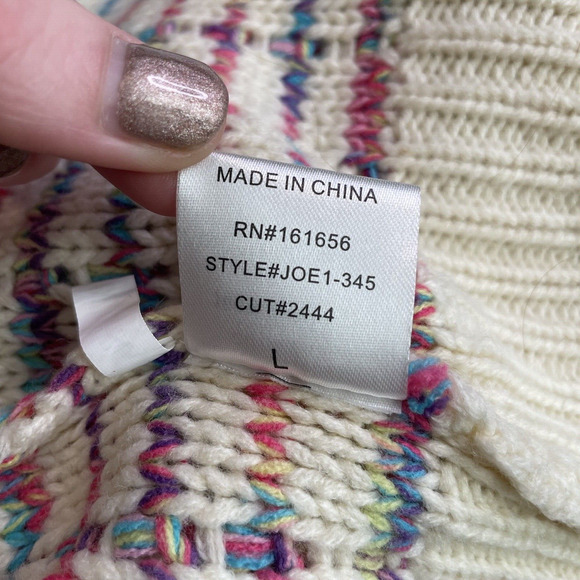 MADE IN CHINA
RN#161656
STYLE#JOE1-345
CUT#2444
L